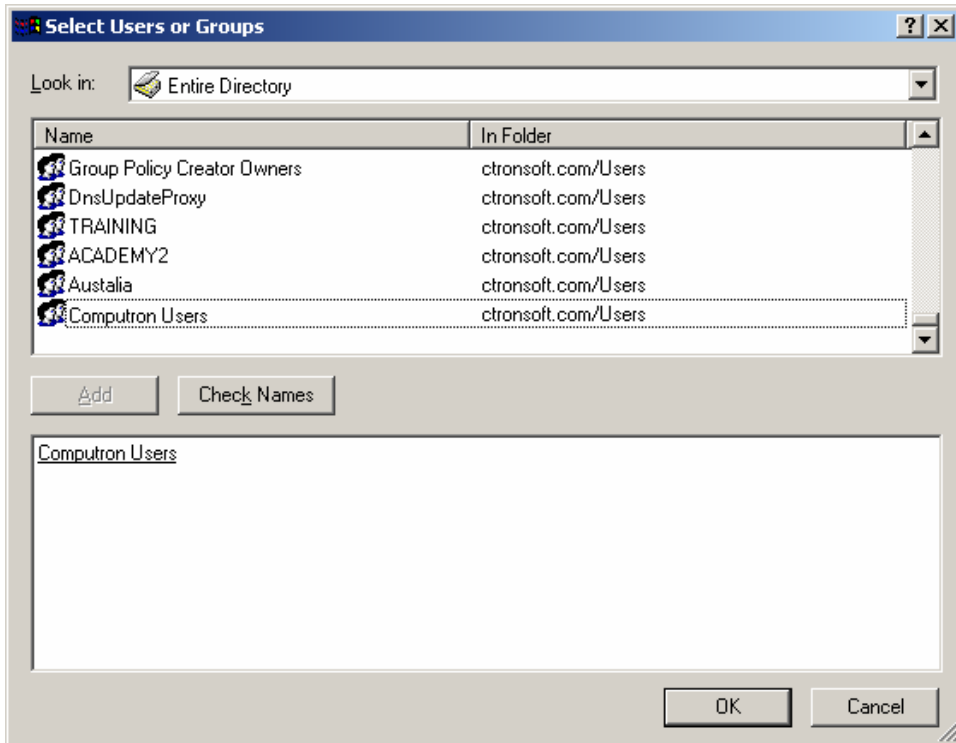 Select Users or Groups
Look in: Entire Directory
Name In Folder
Group Policy Creator Owners ctronsoft.com/Users
DnsUpdateProxy ctronsoft.com/Users
TRAINING ctronsoft.com/Users
ACADEMY2 ctronsoft.com/Users
Austalia ctronsoft.com/Users
Computron Users ctronsoft.com/Users
Add Check Names
Computron Users
OK Cancel